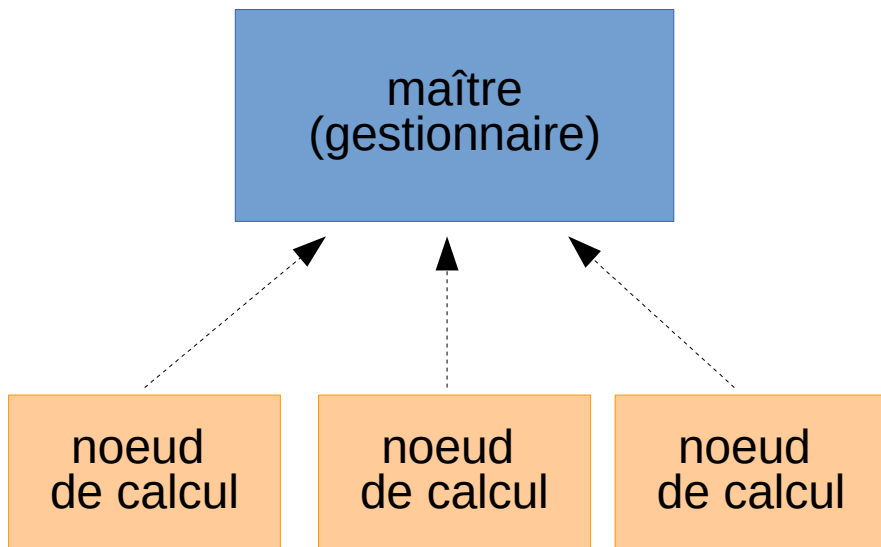 maître
(gestionnaire)
noeud
de calcul
noeud
de calcul
noeud
de calcul